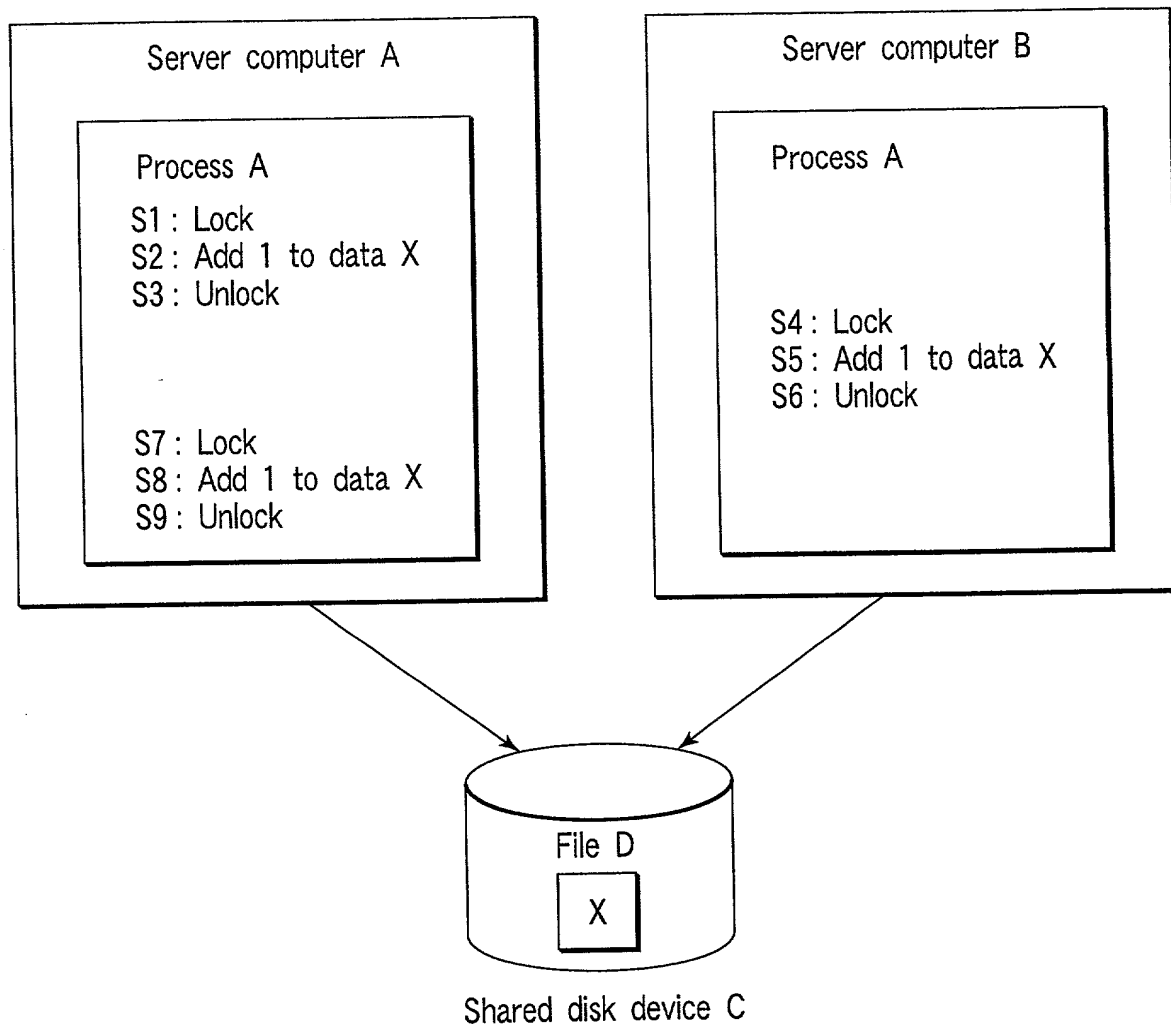 Server computer A
Process A
S1 : Lock
S2 : Add 1 to data X
S3 : Unlock
S7 : Lock
S8 : Add 1 to data X
S9 : Unlock
Server computer B
Process A
S4 : Lock
S5 : Add 1 to data X
S6 : Unlock
File D
X
Shared disk device C